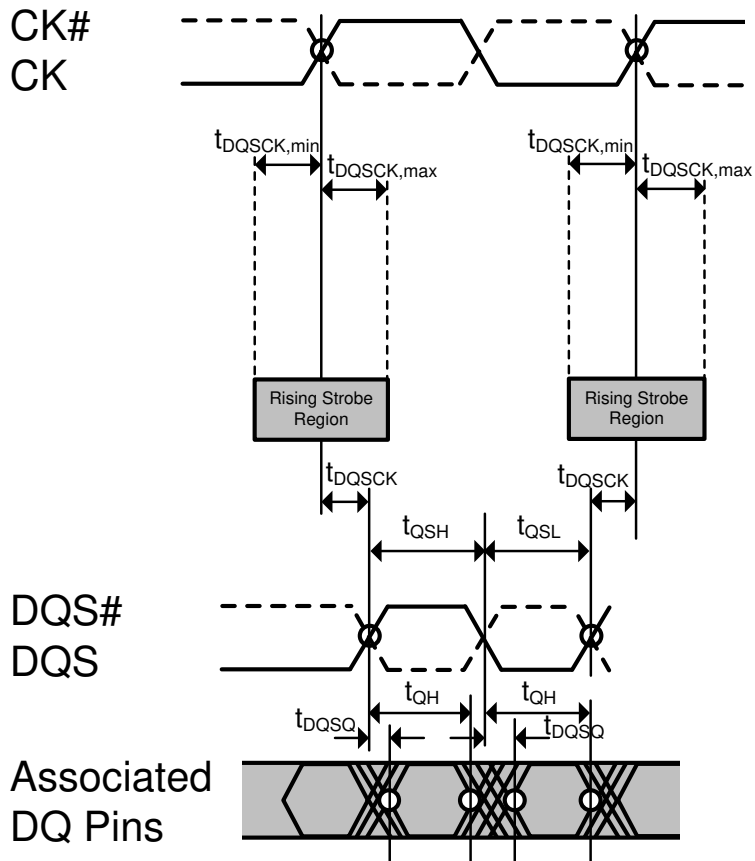 CK#
CK
tDQSCK,min
tDQSCK,max
tDQSCK,min
tDQSCK,max
Rising Strobe
Region
Rising Strobe
Region
tDQSCK
tDQSCK
tQSH
tQSL
DQS#
DQS
tQH
tQH
tDQSQ
tDQSQ
Associated
DQ Pins